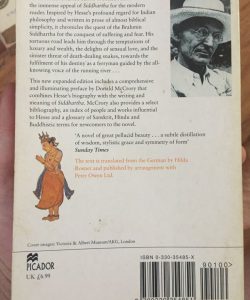 the immense appeal of Siddhartha for the modern
reader. Inspired by Hesse's profound regard for Indian
philosophy and written in prose of almost biblical
simplicity, it chronicles the quest of the Brahmin
Siddhartha for the conquest of suffering and fear. His
tortuous road leads him through the temptations of
luxury and wealth, the delights of sensual love, and the
sinister threat of death-dealing snakes, towards the
fulfilment of his destiny as a ferryman guided by the all-
knowing voice of the running river . . .
This new expanded edition includes a comprehensive
and illuminating preface by Donald McCrory that
connects Hesse's biography with the writing and
meaning of Siddhartha. McCrory also provides a select
bibliography, an index of people and works influential
to Hesse and a glossary of Sanskrit, Hindu and
Buddhistic terms for newcomers to the novel.
'A novel of great pellucid beauty . . . a subtle distillation
of wisdom, stylistic grace and symmetry of form'
Sunday Times
The text is translated from the German by Hilda
Rosner and published by arrangement with
Peter Owen Ltd.
Cover images: Victoria & Albert Museum/AKG, London
PICADOR
UK £6.99
ISBN 0-330-35485-X
90100>